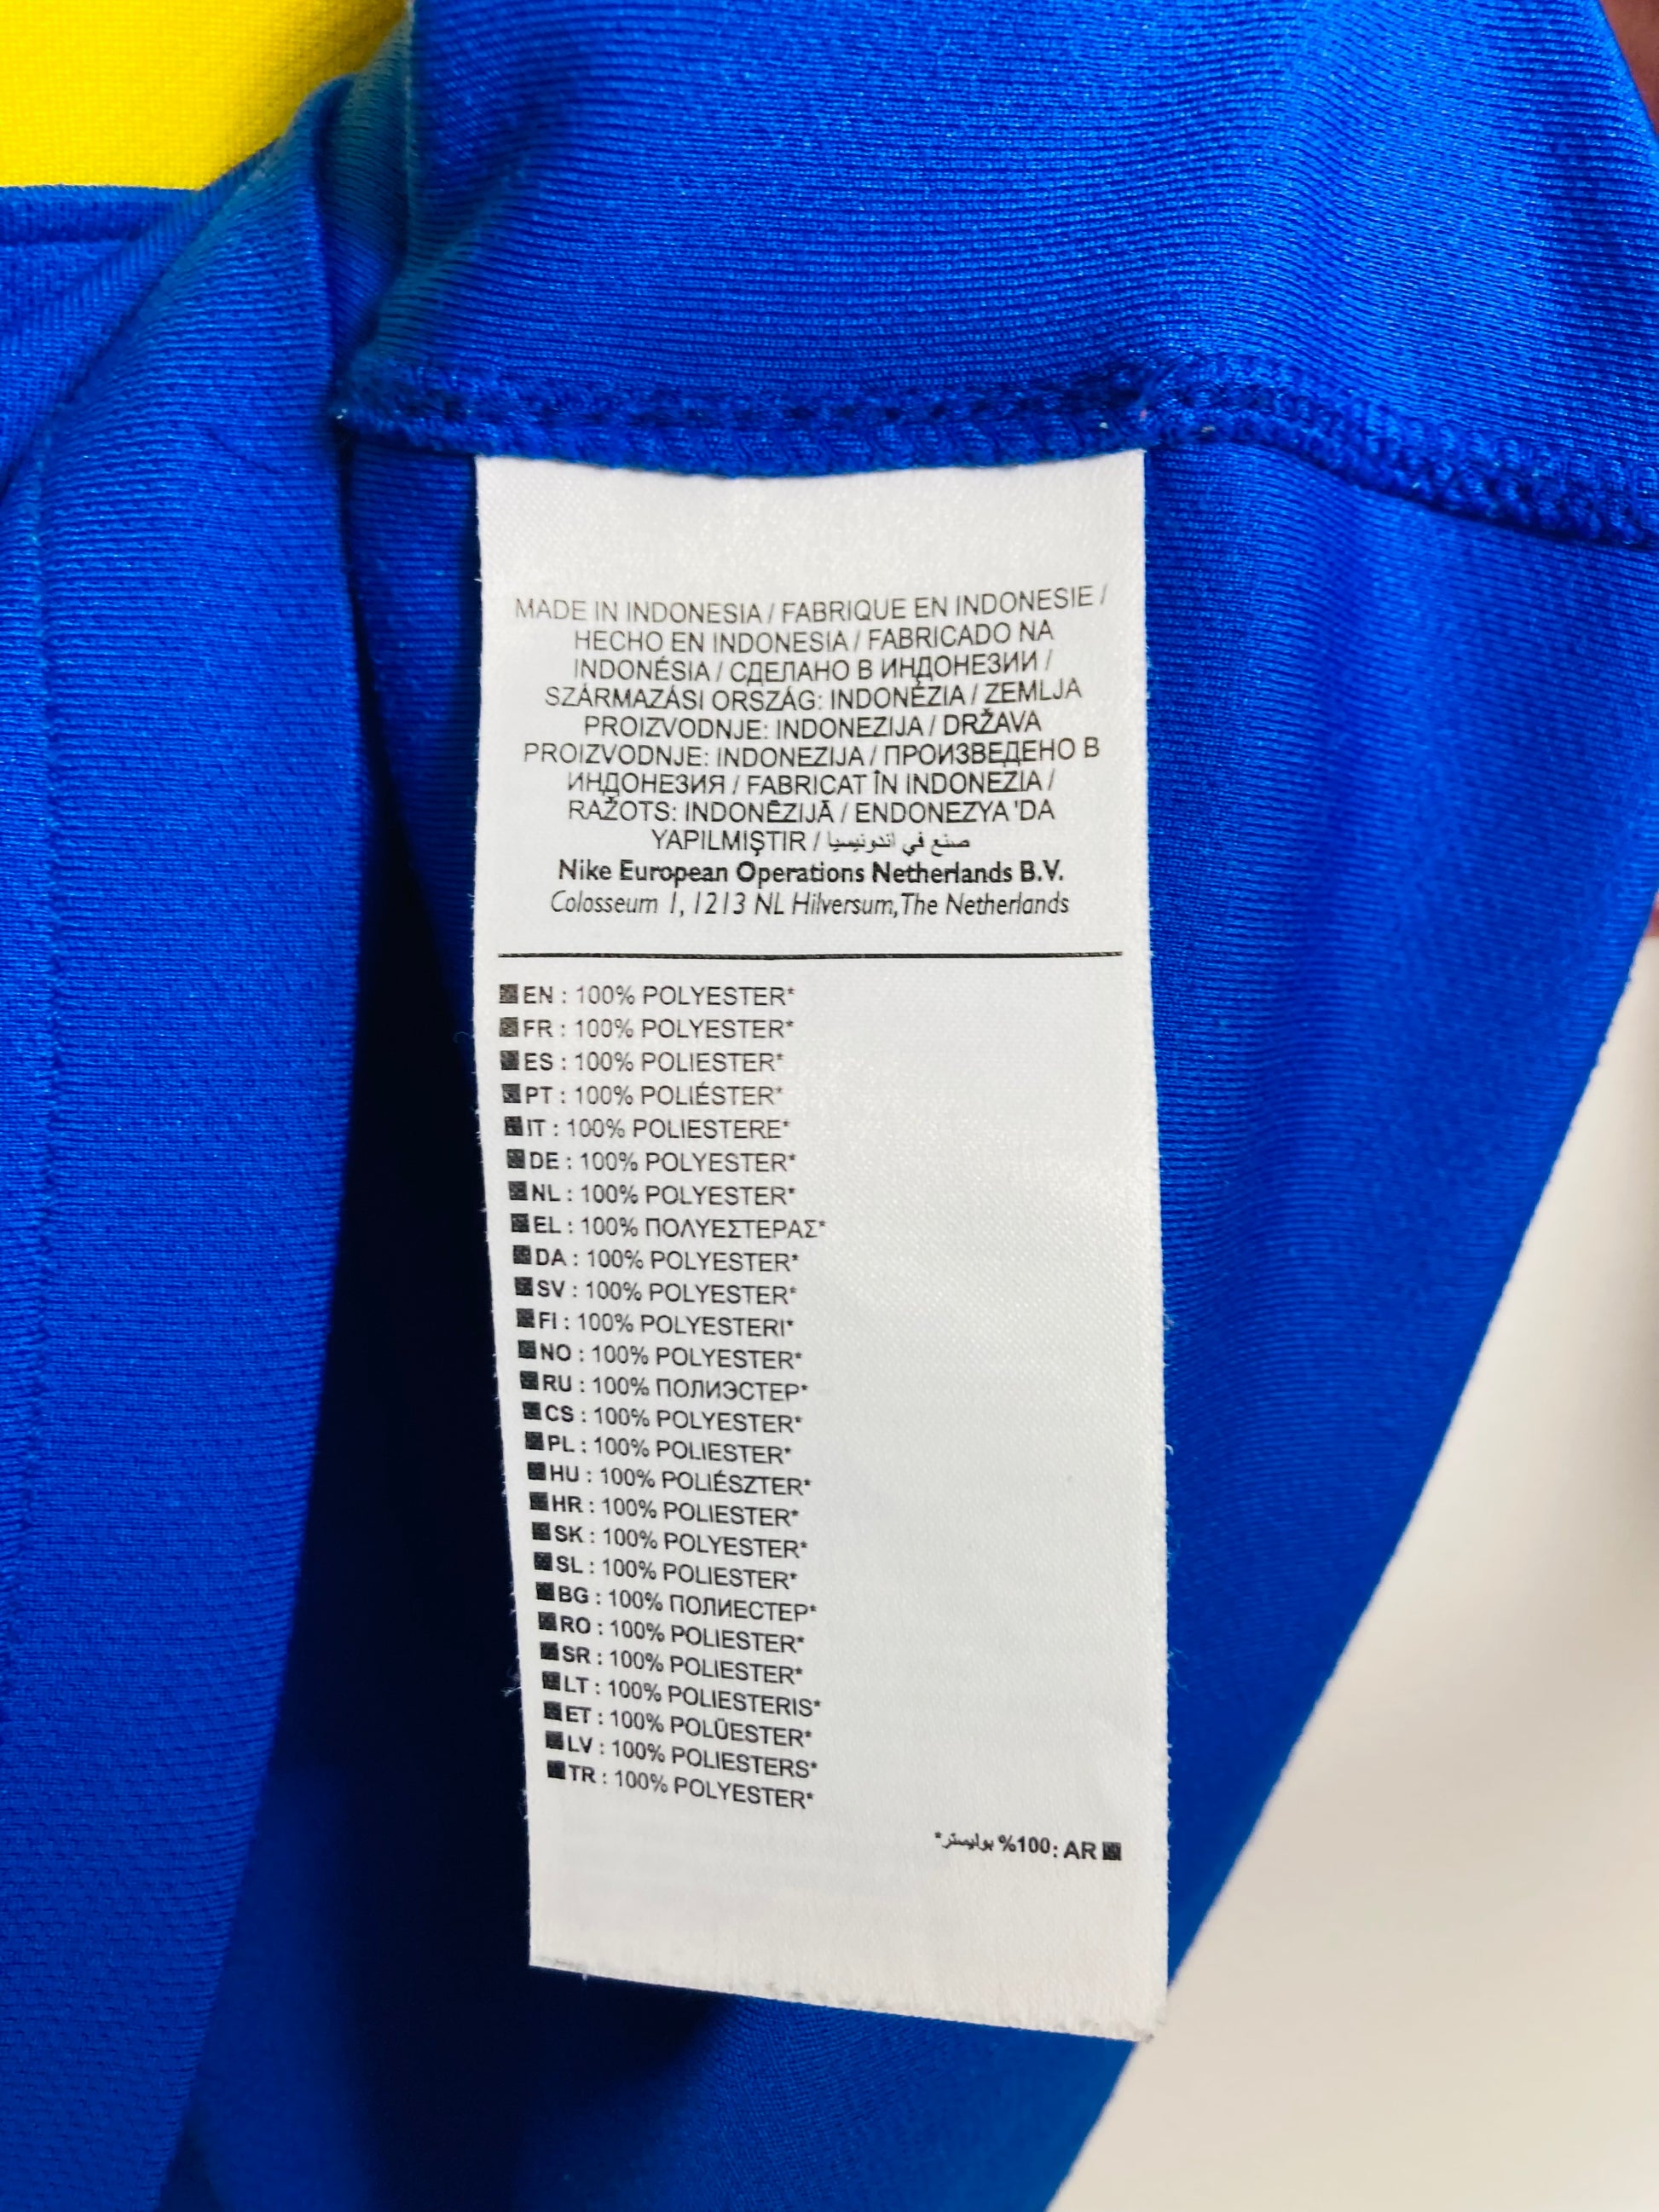 MADE IN INDONESIA / FABRIQUE EN INDONESIE /
HECHO EN INDONESIA / FABRICADO NA
INDONÉSIA / СДЕЛАНО В ИНДОНЕЗИИ /
SZÁRMAZÁSI ORSZÁG: INDONÉZIA / ZEMLJA
PROIZVODNJE: INDONEZIJA / DRŽAVA
PROIZVODNJE: INDONEZIJA / ПРОИЗВЕДЕНО В
ИНДОНЕЗИЯ / FABRICAT ÎN INDONEZIA /
RAŽOTS: INDONĒZIJĀ / ENDONEZYA 'DA
YAPILMIŞTIR / صنع في اندونيسيا
Nike European Operations Netherlands B.V.
Colosseum 1, 1213 NL Hilversum, The Netherlands
EN : 100% POLYESTER*
FR : 100% POLYESTER*
ES : 100% POLIESTER*
PT : 100% POLIÉSTER*
IT : 100% POLIESTERE*
DE : 100% POLYESTER*
NL : 100% POLYESTER*
EL : 100% ΠΟΛΥΕΣΤΕΡΑΣ*
DA : 100% POLYESTER*
SV : 100% POLYESTER*
FI : 100% POLYESTERI*
NO : 100% POLYESTER*
RU : 100% ПОЛИЭСТЕР*
CS : 100% POLYESTER*
PL : 100% POLIESTER*
HU : 100% POLIÉSZTER*
HR : 100% POLIESTER*
SK : 100% POLYESTER*
SL : 100% POLIESTER*
BG : 100% ПОЛИЕСТЕР*
RO : 100% POLIESTER*
SR : 100% POLIESTER*
LT : 100% POLIESTERIS*
ET : 100% POLÜESTER*
LV : 100% POLIESTERS*
TR : 100% POLYESTER*
AR :100% بوليستر*